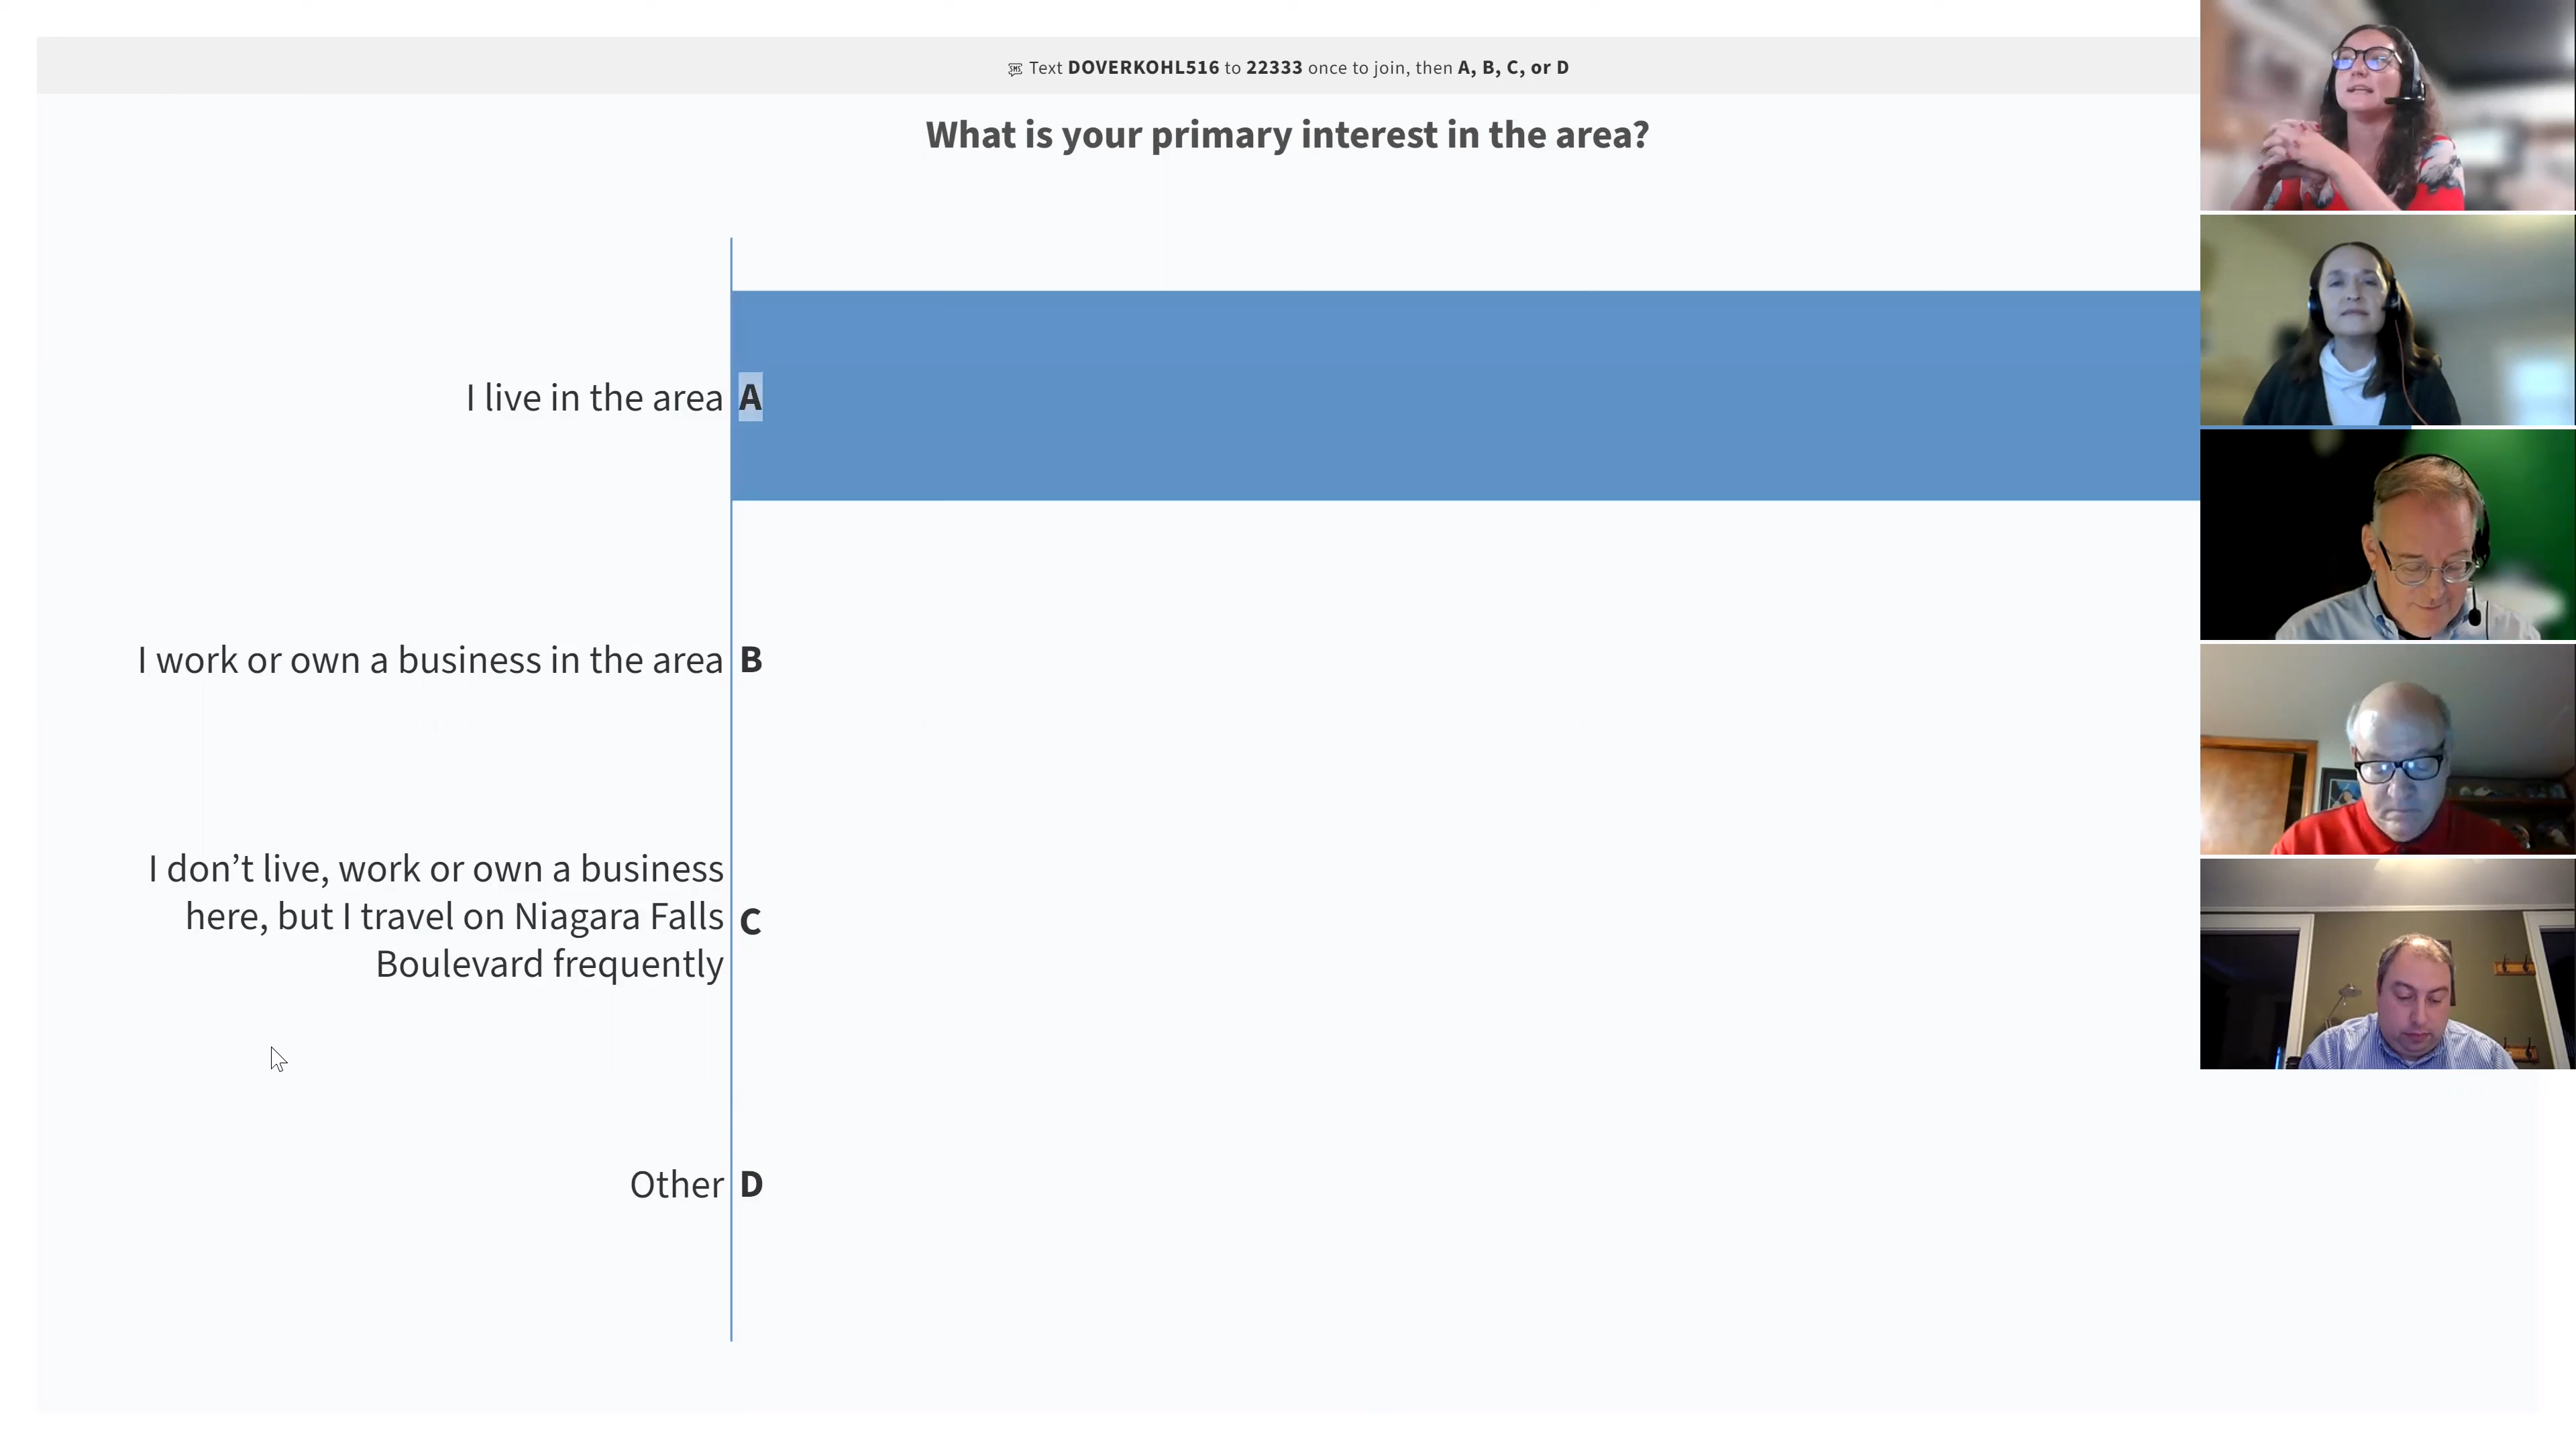 Text DOVERKOHL516 to 22333 once to join, then A, B, C, or D
What is your primary interest in the area?
I live in the area A
I work or own a business in the area B
I don’t live, work or own a business
here, but I travel on Niagara Falls C
Boulevard frequently
Other D